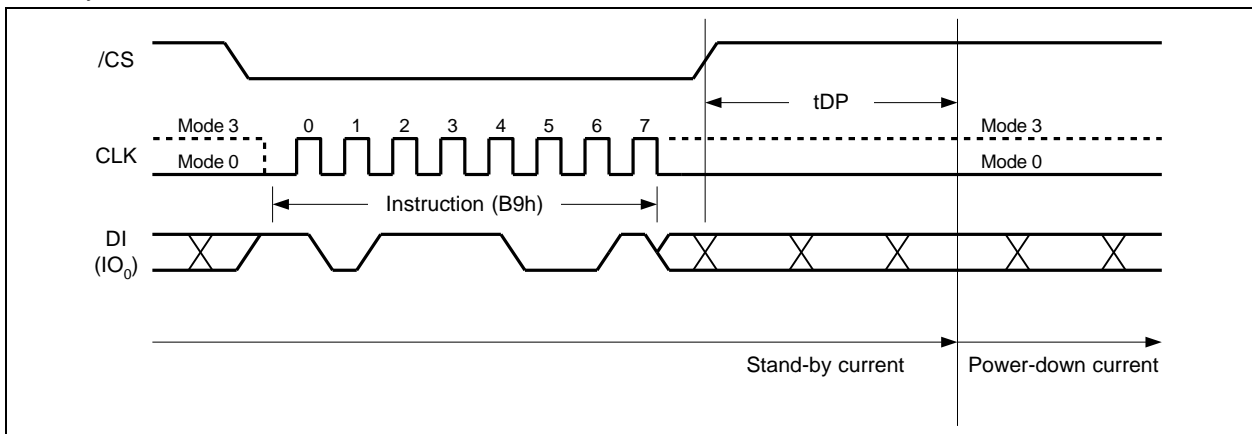 /CS
tDP
Mode 3 0 1 2 3 4 5 6 7 Mode 3
CLK
Mode 0 Mode 0
Instruction (B9h)
DI
(IO0)
Stand-by current Power-down current